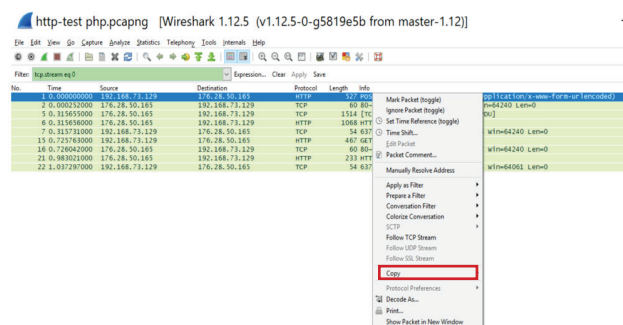 http-test php.pcapng [Wireshark 1.12.5 (v1.12.5-0-g5819e5b from master-1.12)]
File Edit View Go Capture Analyze Statistics Telephony Tools Internals Help
Filter: tcp.stream eq 0 Expression... Clear Apply Save
No. Time Source Destination Protocol Length Info
1 0.000000000 192.168.73.129 176.28.50.165 HTTP 527 POS pplication/x-www-form-urlencoded)
2 0.000252000 176.28.50.165 192.168.73.129 TCP 60 80- n=64240 Len=0
5 0.315655000 176.28.50.165 192.168.73.129 TCP 1514 [TC DU]
6 0.315656000 176.28.50.165 192.168.73.129 HTTP 1068 HTT
7 0.315731000 192.168.73.129 176.28.50.165 TCP 54 637 win=64240 Len=0
15 0.725763000 192.168.73.129 176.28.50.165 HTTP 467 GET
16 0.726042000 176.28.50.165 192.168.73.129 TCP 60 80- win=64240 Len=0
21 0.983021000 176.28.50.165 192.168.73.129 HTTP 233 HTT
22 1.037297000 192.168.73.129 176.28.50.165 TCP 54 637 win=64061 Len=0
Mark Packet (toggle)
Ignore Packet (toggle)
Set Time Reference (toggle)
Time Shift...
Edit Packet
Packet Comment...
Manually Resolve Address
Apply as Filter
Prepare a Filter
Conversation Filter
Colorize Conversation
SCTP
Follow TCP Stream
Follow UDP Stream
Follow SSL Stream
Copy
Protocol Preferences
Decode As...
Print...
Show Packet in New Window